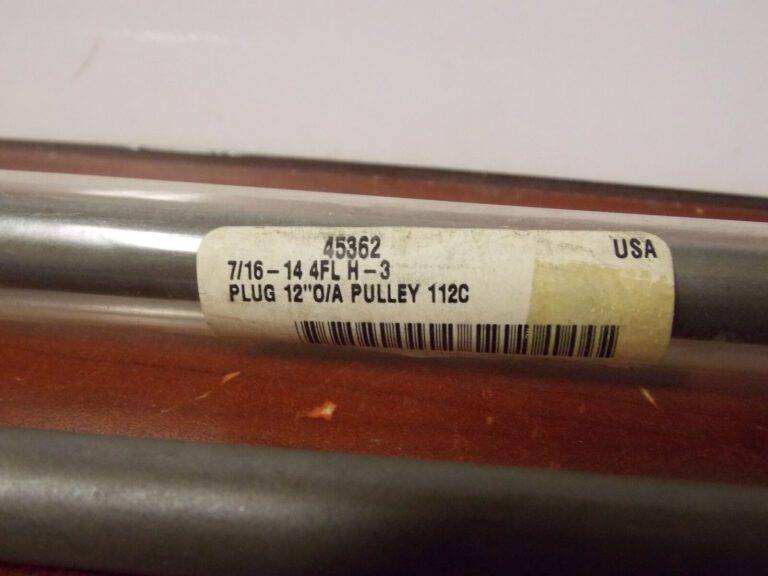 45362
USA
7/16-14 4FL H-3
PLUG 12"O/A PULLEY 112C